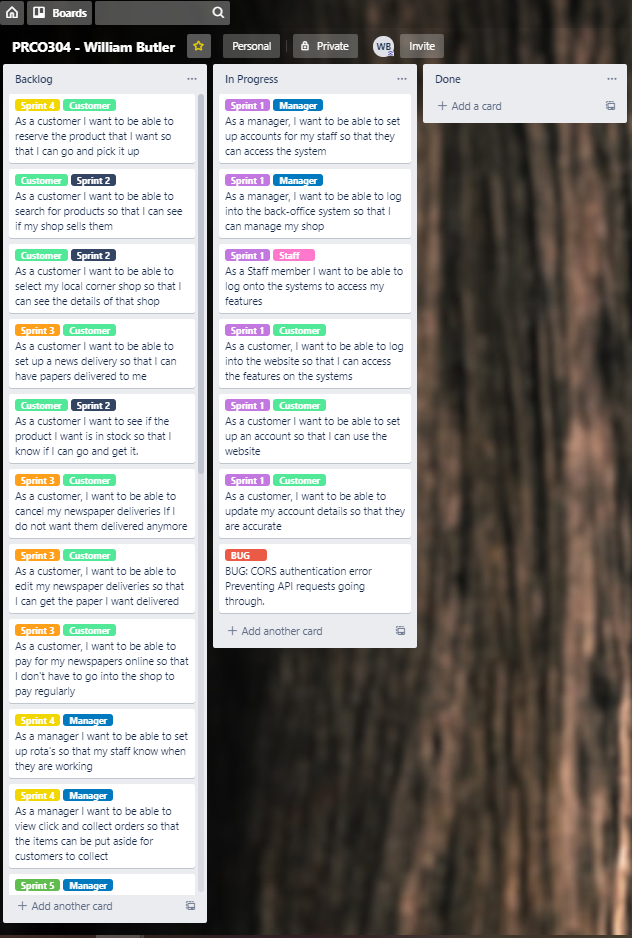 Boards
PRCO304 - William Butler
Personal
Private
WB
Invite
Backlog
Sprint 4 Customer
As a customer I want to be able to
reserve the product that I want so
that I can go and pick it up
Customer Sprint 2
As a customer I want to be able to
search for products so that I can see
if my shop sells them
Customer Sprint 2
As a customer I want to be able to
select my local corner shop so that I
can see the details of that shop
Sprint 3 Customer
As a customer I want to be able to
set up a news delivery so that I can
have papers delivered to me
Customer Sprint 2
As a customer I want to see if the
product I want is in stock so that I
know if I can go and get it.
Sprint 3 Customer
As a customer, I want to be able to
cancel my newspaper deliveries If I
do not want them delivered anymore
Sprint 3 Customer
As a customer, I want to be able to
edit my newspaper deliveries so that
I can get the paper I want delivered
Sprint 3 Customer
As a customer, I want to be able to
pay for my newspapers online so that
I don't have to go into the shop to
pay regularly
Sprint 4 Manager
As a manager I want to be able to set
up rota's so that my staff know when
they are working
Sprint 4 Manager
As a manager I want to be able to
view click and collect orders so that
the items can be put aside for
customers to collect
Sprint 5 Manager
+ Add another card
In Progress
Sprint 1 Manager
As a manager, I want to be able to set
up accounts for my staff so that they
can access the system
Sprint 1 Manager
As a manager, I want to be able to log
into the back-office system so that I
can manage my shop
Sprint 1 Staff
As a Staff member I want to be able to
log onto the systems to access my
features
Sprint 1 Customer
As a customer, I want to be able to log
into the website so that I can access
the features on the systems
Sprint 1 Customer
As a customer I want to be able to set
up an account so that I can use the
website
Sprint 1 Customer
As a customer, I want to be able to
update my account details so that they
are accurate
BUG
BUG: CORS authentication error
Preventing API requests going
through.
+ Add another card
Done
+ Add a card